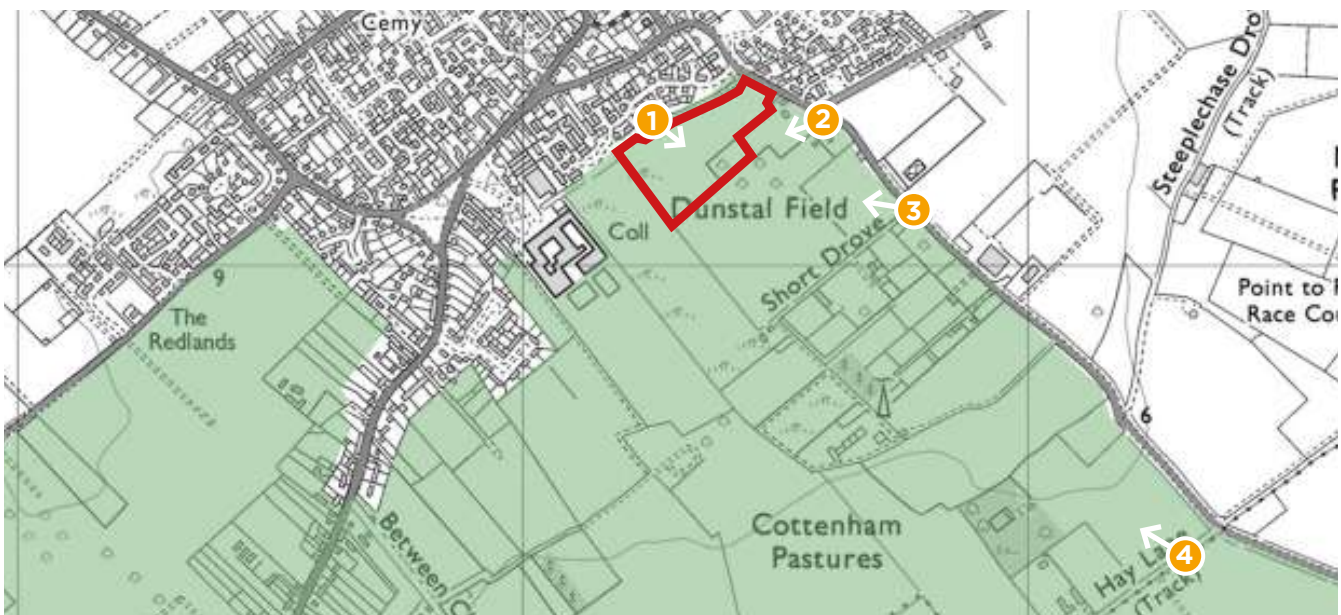 Cemy
Steeplechase Dro
(Track)
1
2
3
Dunstal Field
Coll
Short Drove
9
The
Redlands
Point to
Race Cou
6
Cottenham
Pastures
Between
Hay La
(Track)
4